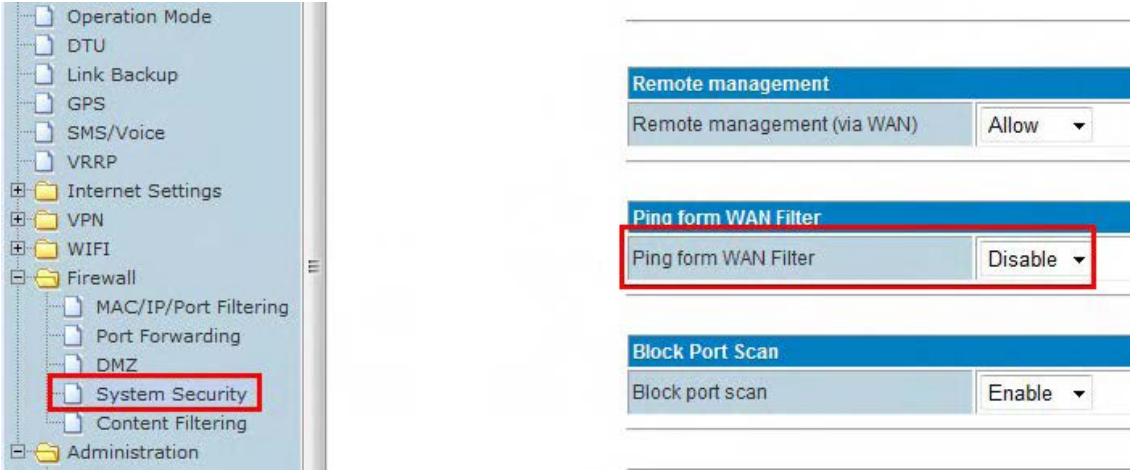 Operation Mode
DTU
Link Backup
GPS
SMS/Voice
VRRP
Internet Settings
VPN
WIFI
Firewall
MAC/IP/Port Filtering
Port Forwarding
DMZ
System Security
Content Filtering
Administration
Remote management
Remote management (via WAN) Allow
Ping form WAN Filter
Ping form WAN Filter Disable
Block Port Scan
Block port scan Enable